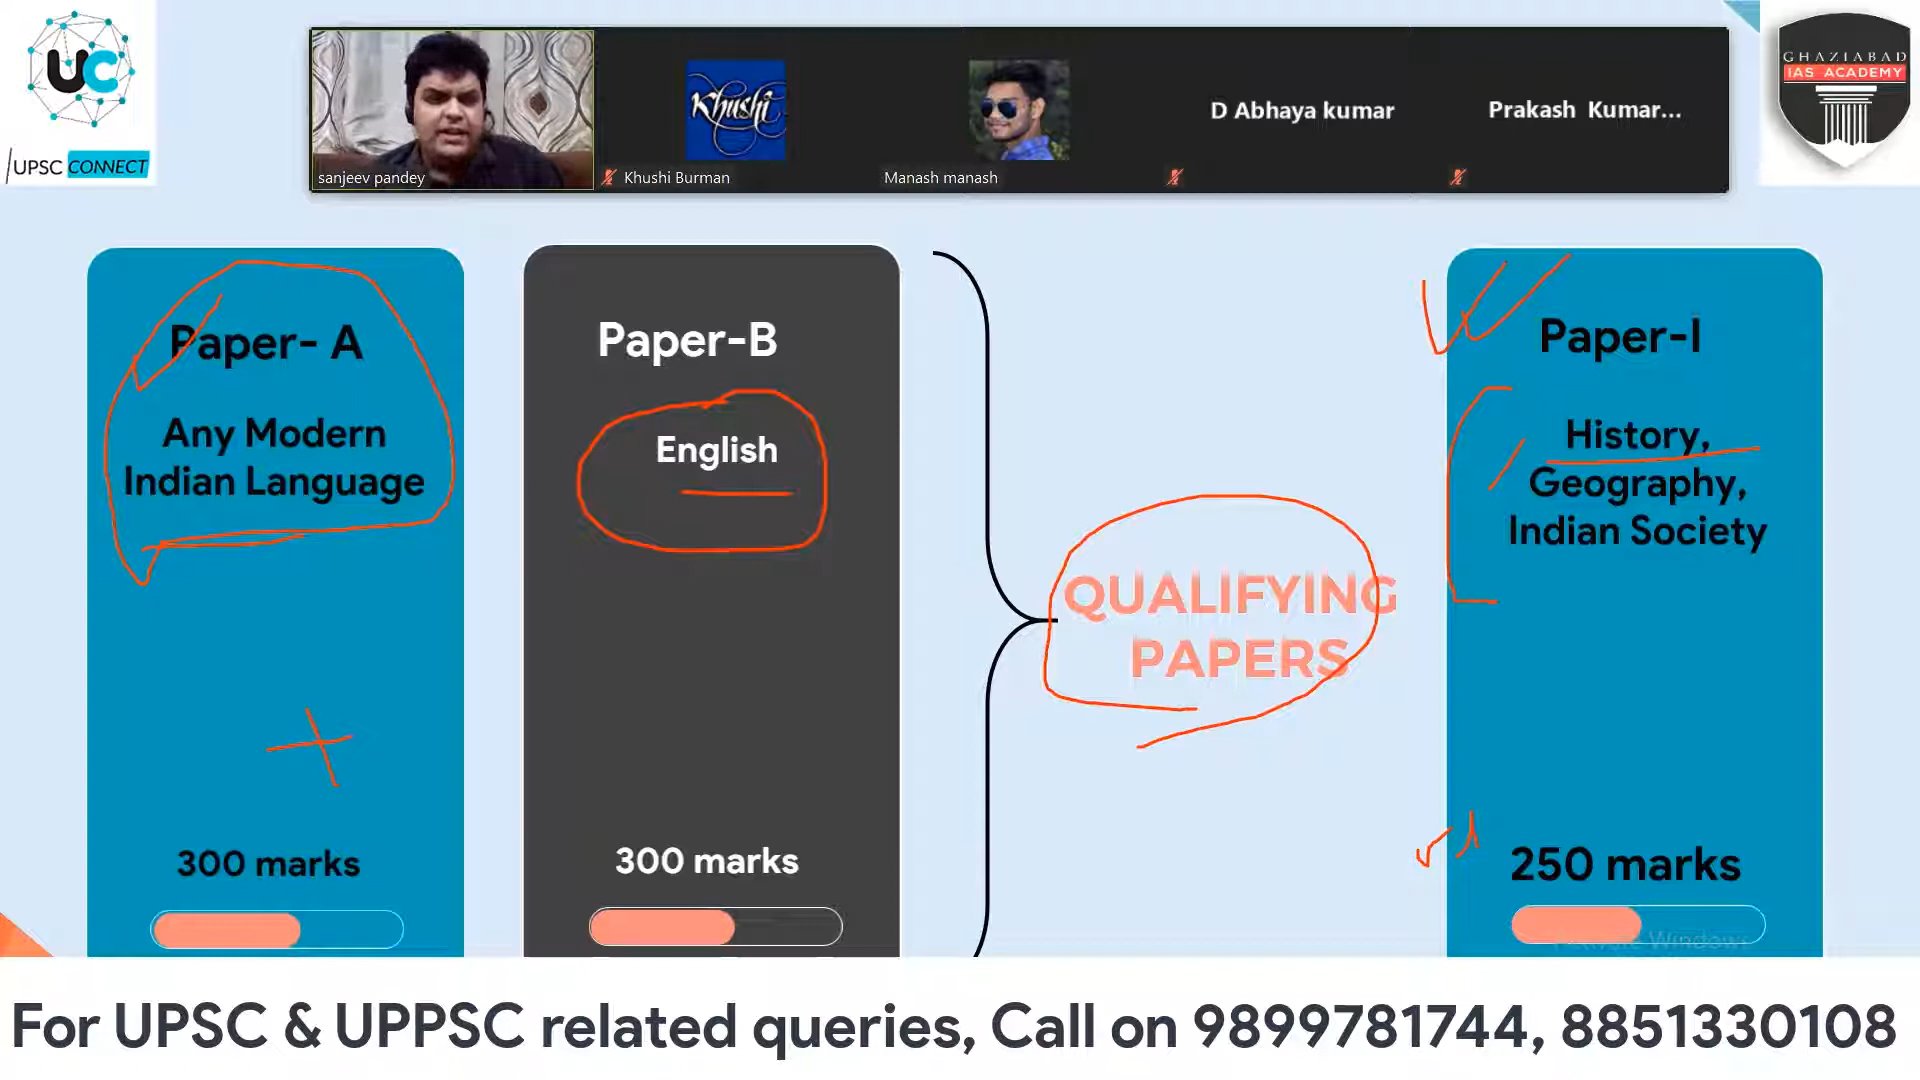 UC
UPSC CONNECT
sanjeev pandey
Khushi
Khushi Burman
Manash manash
D Abhaya kumar
Prakash Kumar...
GHAZIABAD
IAS ACADEMY
Paper- A
Any Modern
Indian Language
300 marks
Paper-B
English
300 marks
QUALIFYING
PAPERS
Paper-I
History,
Geography,
Indian Society
250 marks
Activate Windows
For UPSC & UPPSC related queries, Call on 9899781744, 8851330108